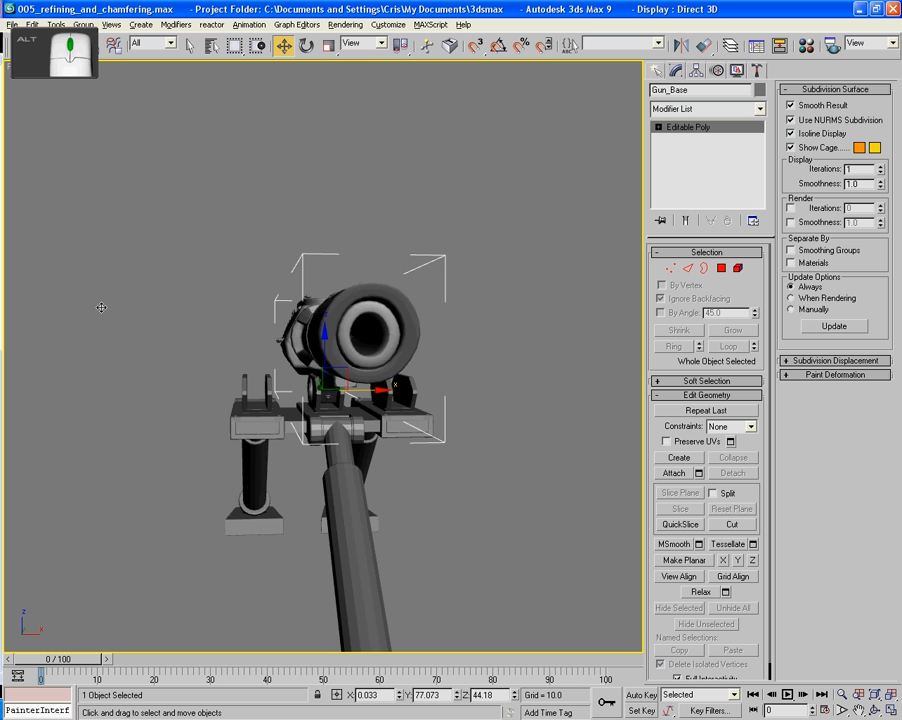 005_refining_and_chamfering.max - Project Folder: C:\Documents and Settings\Cris\My Documents\3dsmax - Autodesk 3ds Max 9 - Display : Direct 3D
File Edit Tools Group Views Create Modifiers reactor Animation Graph Editors Rendering Customize MAXScript Help
ALT
All View View
Gun_Base
Modifier List
Editable Poly
Selection
By Vertex
Ignore Backfacing
By Angle: 45.0
Shrink Grow
Ring Loop
Whole Object Selected
Soft Selection
Edit Geometry
Repeat Last
Constraints: None
Preserve UVs
Create Collapse
Attach Detach
Slice Plane Split
Slice Reset Plane
QuickSlice Cut
MSmooth Tessellate
Make Planar X Y Z
View Align Grid Align
Relax
Hide Selected Unhide All
Hide Unselected
Named Selections:
Copy Paste
Delete Isolated Vertices
Full Interactivity
Subdivision Surface
Smooth Result
Use NURMS Subdivision
Isoline Display
Show Cage......
Display
Iterations: 1
Smoothness: 1.0
Render
Iterations: 0
Smoothness: 1.0
Separate By
Smoothing Groups
Materials
Update Options
Always
When Rendering
Manually
Update
Subdivision Displacement
Paint Deformation
x
z
x
0 / 100
0 10 20 30 40 50 60 70 80 90 100
1 Object Selected X: 0.033 Y: 77.073 Z: 44.18 Grid = 10.0 Auto Key Selected
PainterInterf Click and drag to select and move objects Add Time Tag Set Key Key Filters... 0